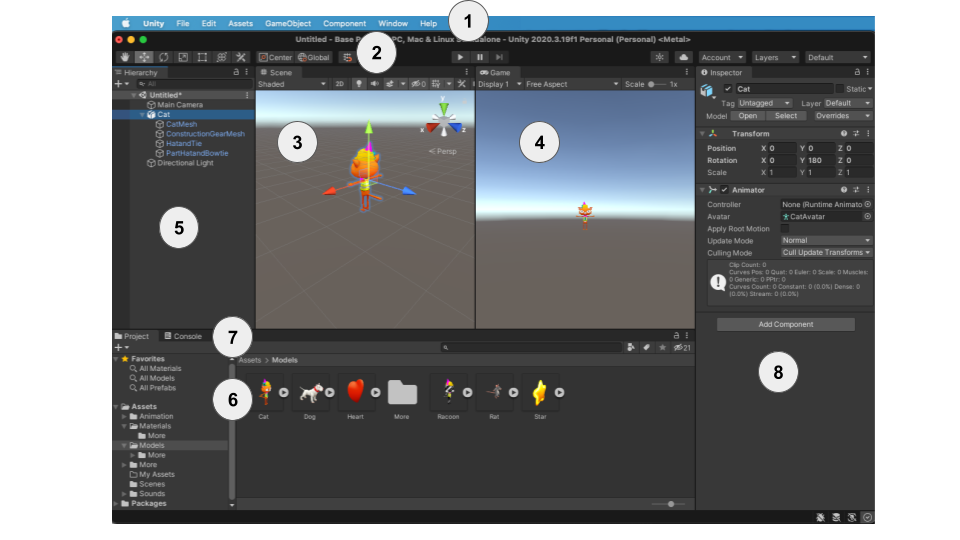 Unity File Edit Assets GameObject Component Window Help
1
Untitled - Base P PC, Mac & Linux S alone - Unity 2020.3.19f1 Personal (Personal) <Metal>
2
Center Global
Account Layers Default
Hierarchy
All
Untitled*
Main Camera
Cat
CatMesh
ConstructionGearMesh
HatandTie
PartHatandBowtie
Directional Light
5
Scene
Shaded 2D 0
y
x z
Persp
3
Game
Display 1 Free Aspect Scale 1x
4
Inspector
Cat Static
Tag Untagged Layer Default
Model Open Select Overrides
Transform
Position X 0 Y 0 Z 0
Rotation X 0 Y 180 Z 0
Scale X 1 Y 1 Z 1
Animator
Controller None (Runtime Animato
Avatar CatAvatar
Apply Root Motion
Update Mode Normal
Culling Mode Cull Update Transforms
Clip Count: 0
Curves Pos: 0 Quat: 0 Euler: 0 Scale: 0 Muscles:
0 Generic: 0 PPtr: 0
Curves Count: 0 Constant: 0 (0.0%) Dense: 0
(0.0%) Stream: 0 (0.0%)
Add Component
8
Project Console
7
21
Favorites
All Materials
All Models
All Prefabs
Assets
Animation
Materials
More
Models
More
More
My Assets
Scenes
Sounds
Packages
6
Assets > Models
Cat Dog Heart More Racoon Rat Star